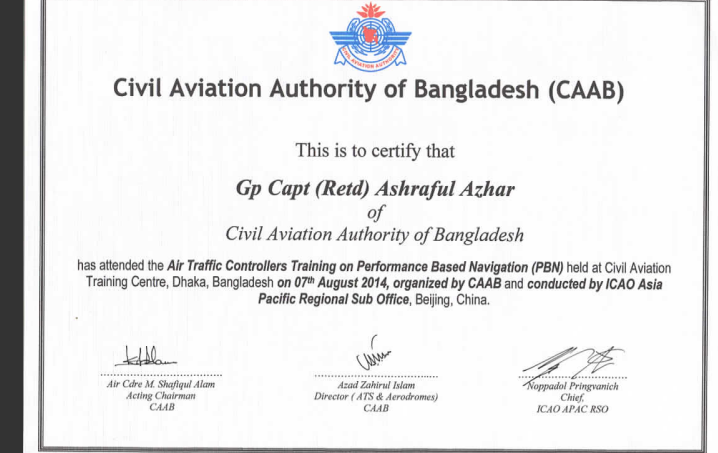 CIVIL AVIATION AUTHORITY
Civil Aviation Authority of Bangladesh (CAAB)
This is to certify that
Gp Capt (Retd) Ashraful Azhar
of
Civil Aviation Authority of Bangladesh
has attended the Air Traffic Controllers Training on Performance Based Navigation (PBN) held at Civil Aviation
Training Centre, Dhaka, Bangladesh on 07th August 2014, organized by CAAB and conducted by ICAO Asia
Pacific Regional Sub Office, Beijing, China.
Air Cdre M. Shafiqul Alam
Acting Chairman
CAAB
Azad Zahirul Islam
Director ( ATS & Aerodromes)
CAAB
Noppadol Pringvanich
Chief,
ICAO APAC RSO